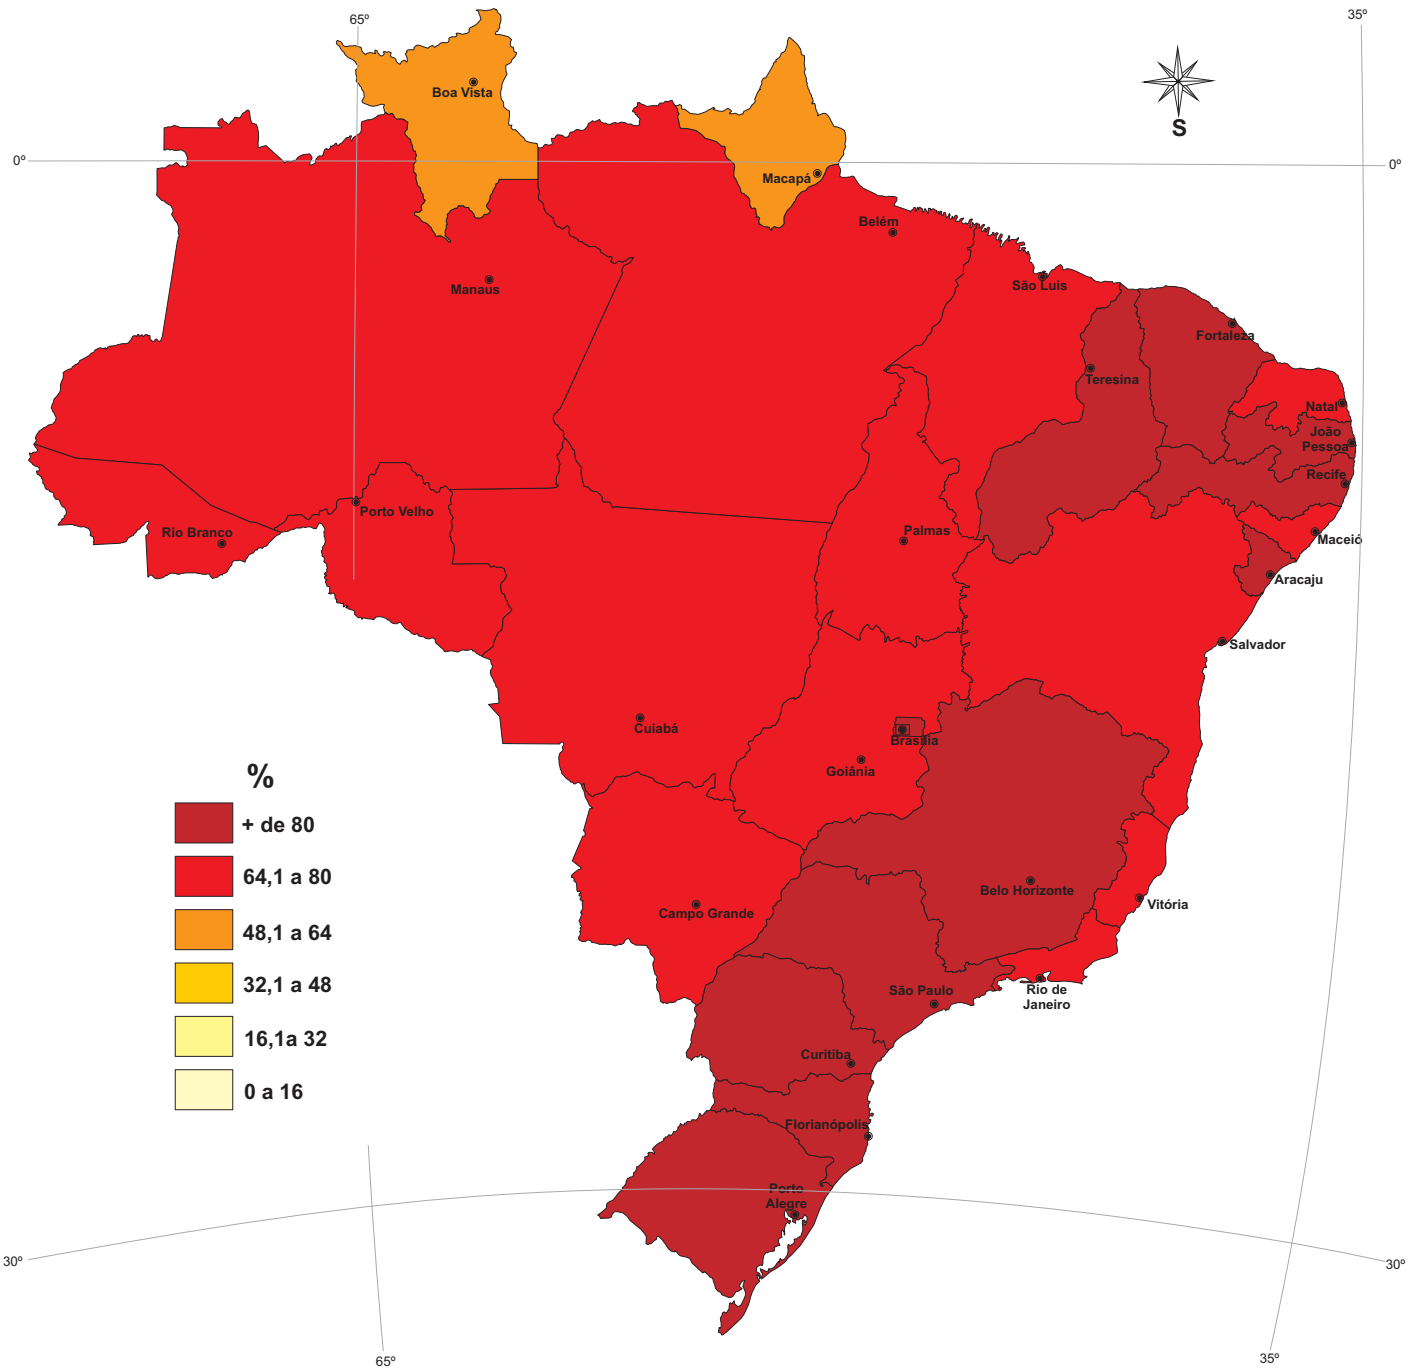 65º
35º
Boa Vista
S
0º
0º
Macapá
Belém
São Luis
Manaus
Fortaleza
Teresina
Natal
João
Pessoa
Recife
Porto Velho
Rio Branco
Palmas
Maceió
Aracaju
Salvador
Cuiabá
Brasília
Goiânia
%
+ de 80
64,1 a 80
48,1 a 64
32,1 a 48
16,1a 32
0 a 16
Belo Horizonte
Vitória
Campo Grande
São Paulo
Rio de
Janeiro
Curitiba
Florianópolis
Porto
Alegre
30º
30º
65º
35º